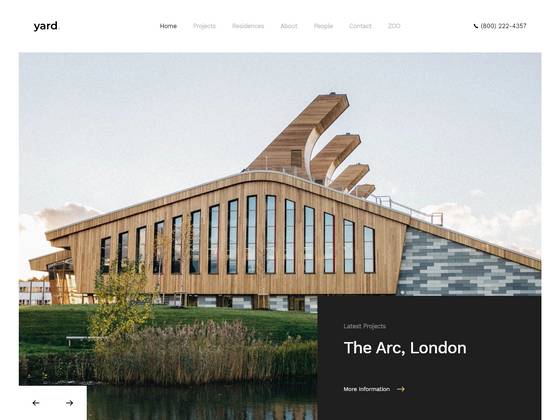 yard.
Home Projects Residences About People Contact ZOO
(800) 222-4357
Latest Projects
The Arc, London
More Information